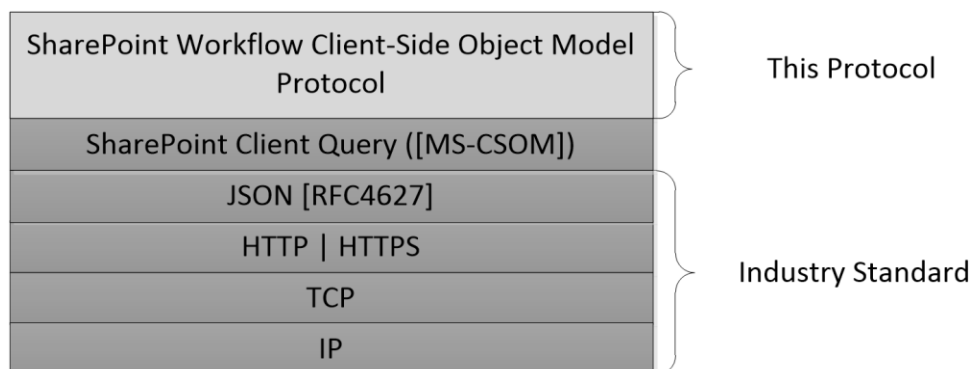 SharePoint Workflow Client-Side Object Model
Protocol
This Protocol
SharePoint Client Query ([MS-CSOM])
JSON [RFC4627]
HTTP | HTTPS
Industry Standard
TCP
IP